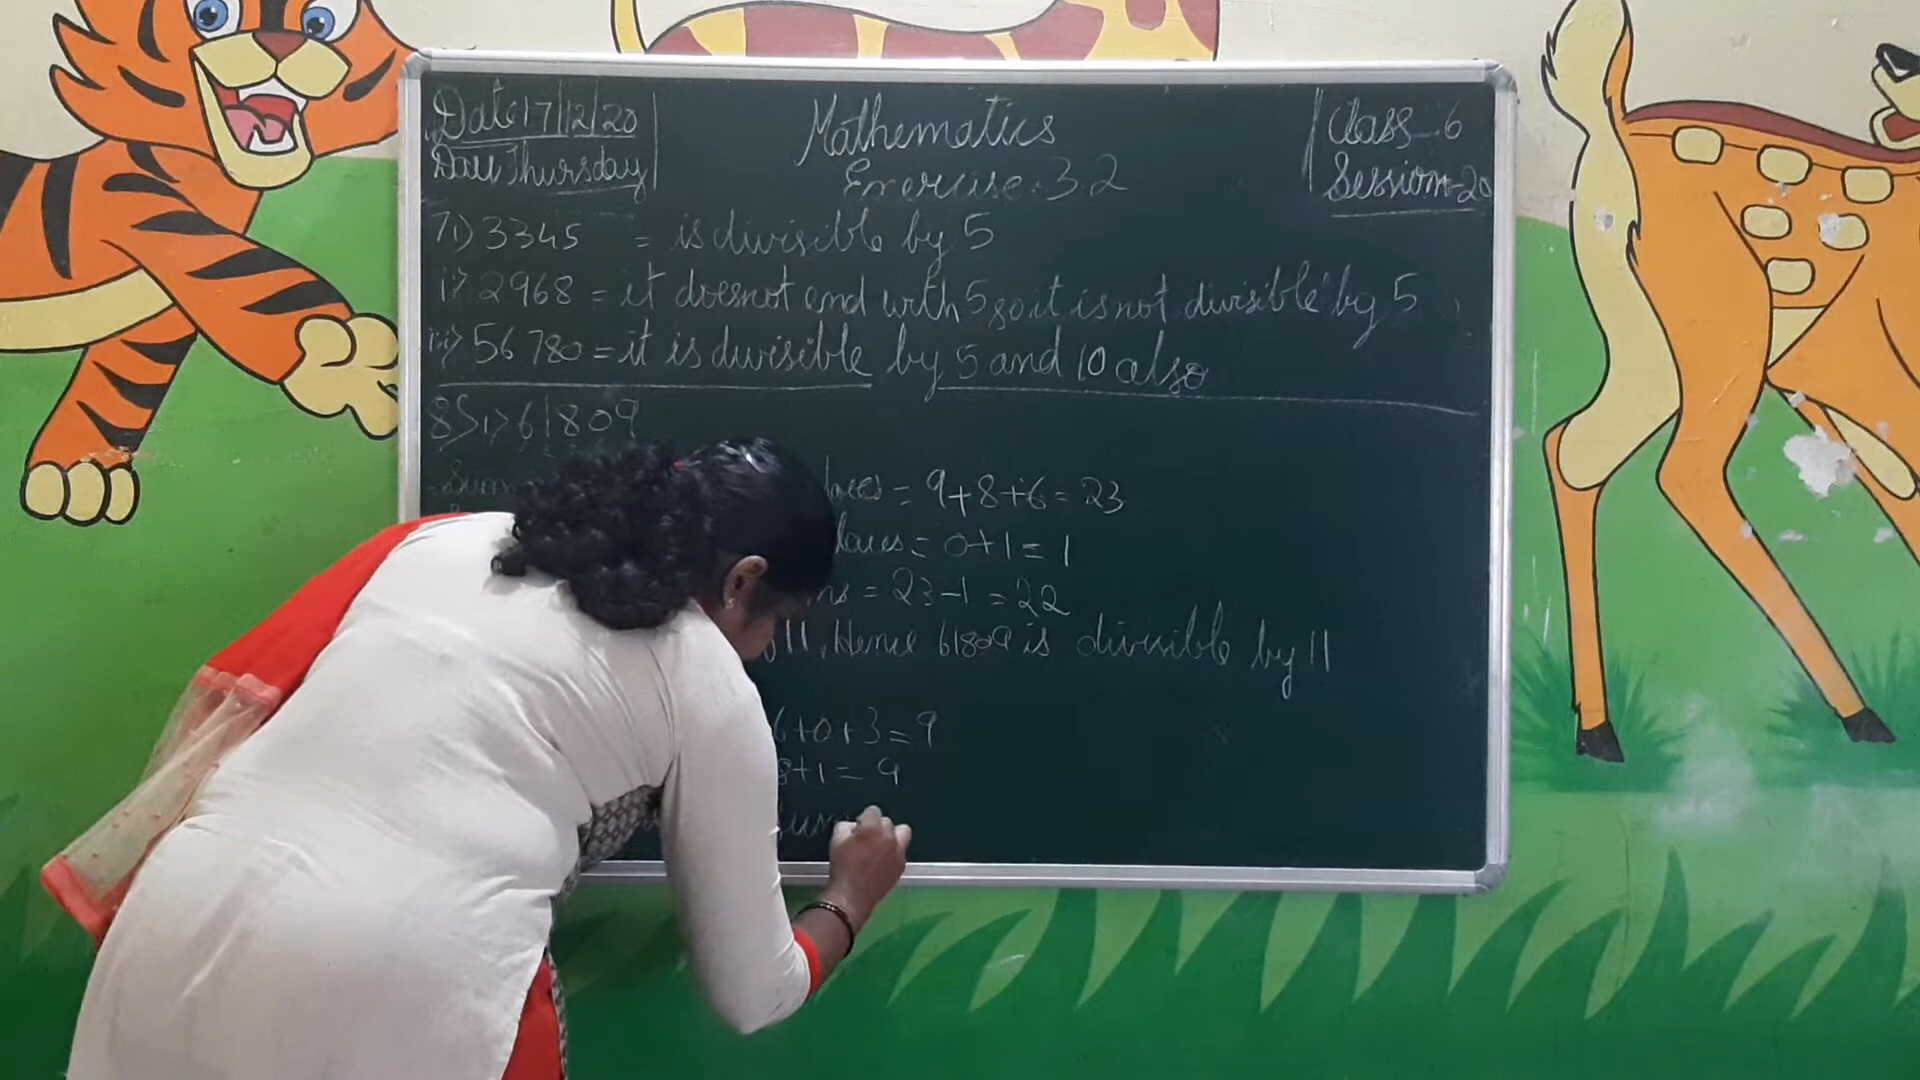 Date 17/12/20
Mathematics
Class-6
Day Thursday
Exercise.3.2
Session-20
7i) 3345 = is divisible by 5
ii) 2968 = it doesnot end with 5 so it is not divisible by 5
iii) 56780 = it is divisible by 5 and 10 also
8) i) 61809
Sum = 9+8+6 = 23
= 0+1 = 1
= 23-1 = 22
11. Hence 61809 is divisible by 11
6+0+3=9
8+1 = 9
sum